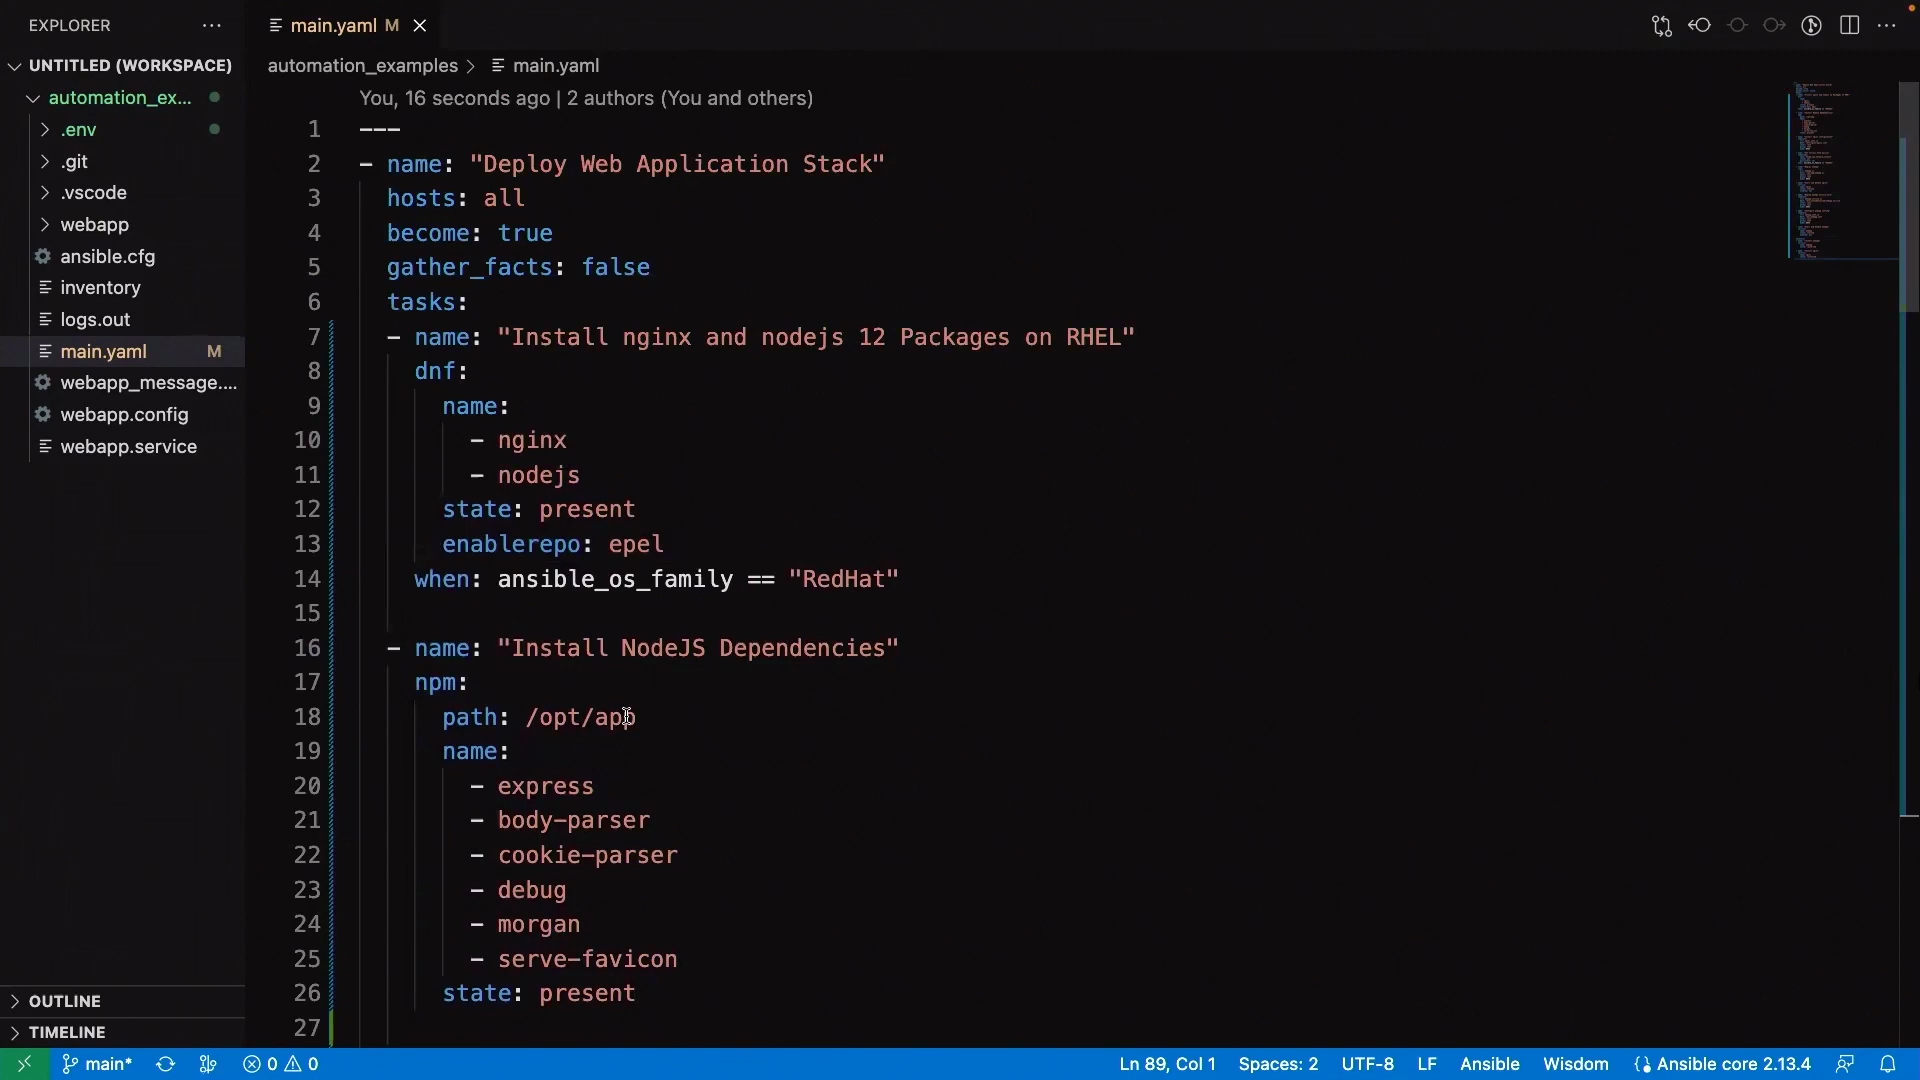 EXPLORER
main.yaml M
UNTITLED (WORKSPACE)
automation_ex...
.env
.git
.vscode
webapp
ansible.cfg
inventory
logs.out
main.yaml M
webapp_message....
webapp.config
webapp.service
OUTLINE
TIMELINE
automation_examples > main.yaml
You, 16 seconds ago | 2 authors (You and others)
1 ---
2 - name: "Deploy Web Application Stack"
3 hosts: all
4 become: true
5 gather_facts: false
6 tasks:
7 - name: "Install nginx and nodejs 12 Packages on RHEL"
8 dnf:
9 name:
10 - nginx
11 - nodejs
12 state: present
13 enablerepo: epel
14 when: ansible_os_family == "RedHat"
15
16 - name: "Install NodeJS Dependencies"
17 npm:
18 path: /opt/app
19 name:
20 - express
21 - body-parser
22 - cookie-parser
23 - debug
24 - morgan
25 - serve-favicon
26 state: present
27
main* 0 0 Ln 89, Col 1 Spaces: 2 UTF-8 LF Ansible Wisdom Ansible core 2.13.4